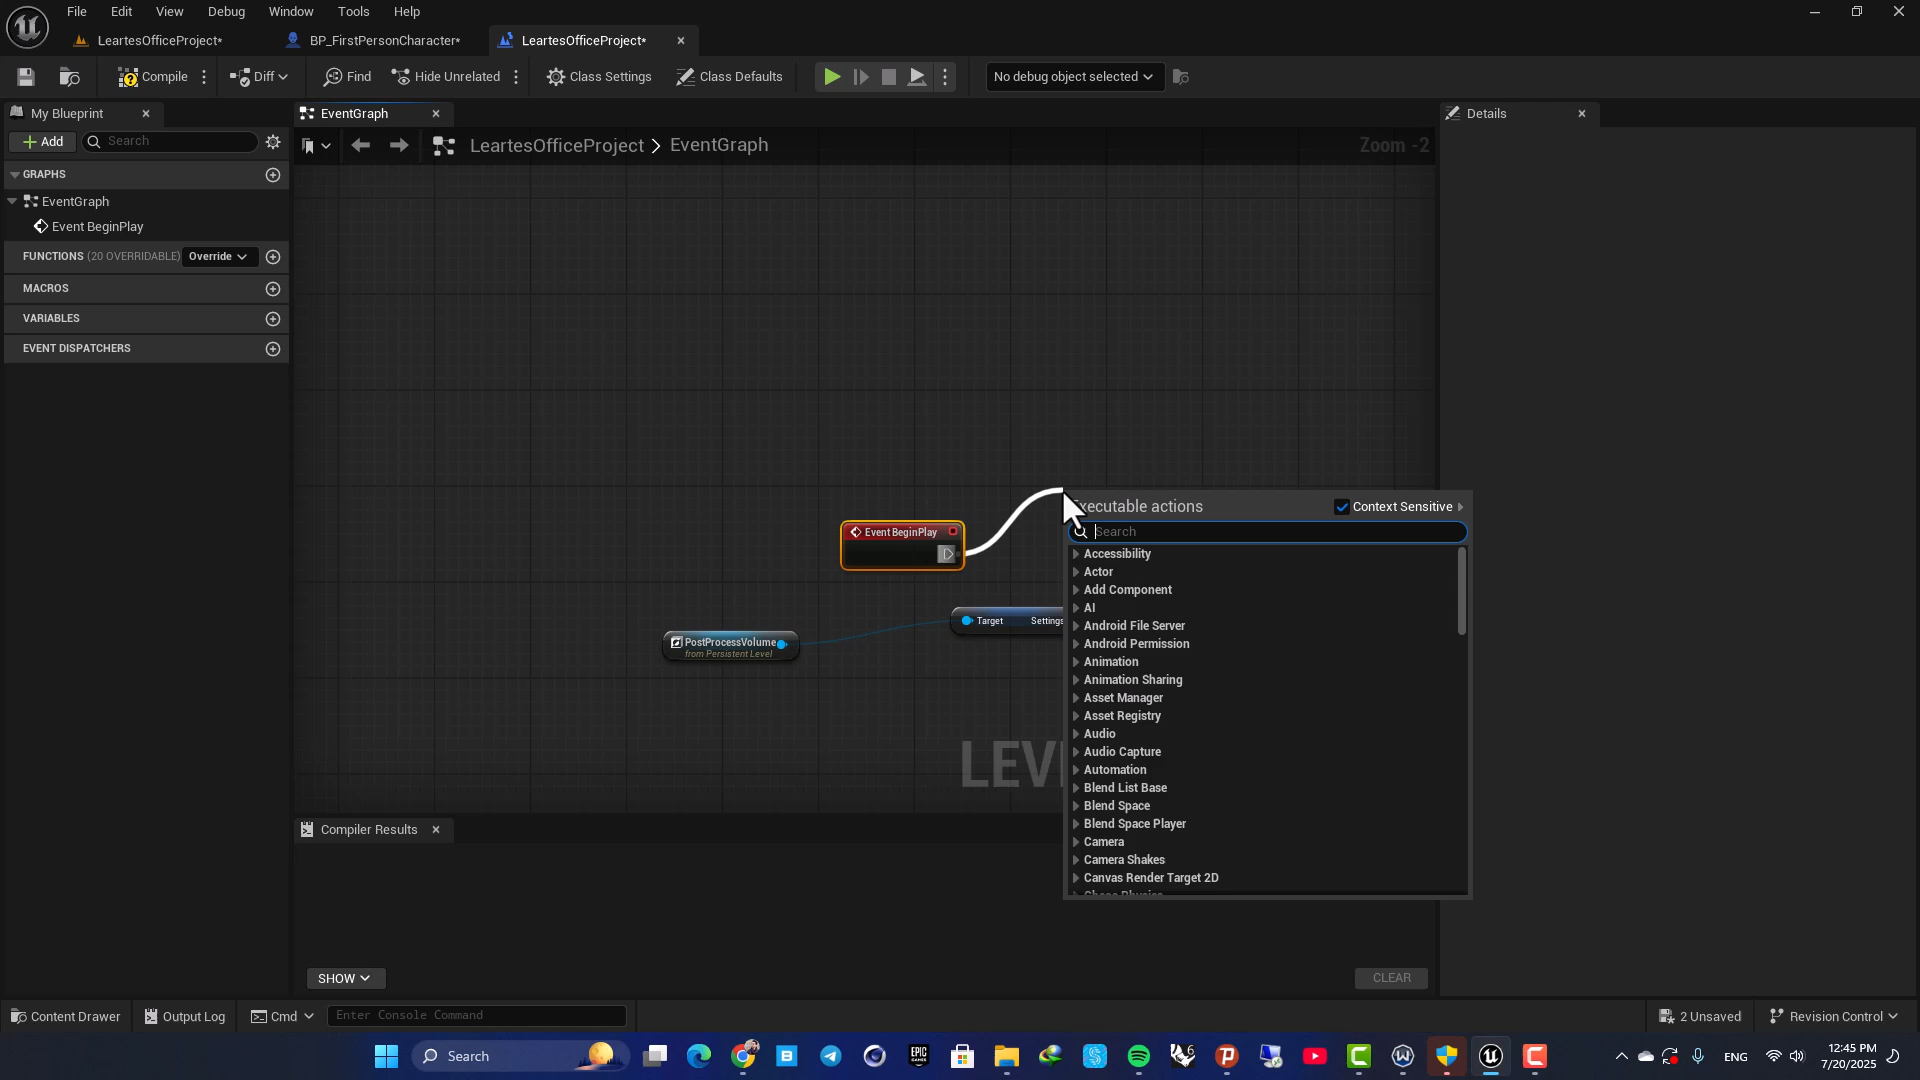 File Edit View Debug Window Tools Help
LeartesOfficeProject* BP_FirstPersonCharacter* LeartesOfficeProject*
Compile Diff Find Hide Unrelated Class Settings Class Defaults No debug object selected
My Blueprint EventGraph Details
Add Search LeartesOfficeProject EventGraph Zoom -2
GRAPHS
EventGraph
Event BeginPlay
FUNCTIONS (20 OVERRIDABLE) Override
MACROS
VARIABLES
EVENT DISPATCHERS
Executable actions Context Sensitive
Search
Event BeginPlay
PostProcessVolume
from Persistent Level
Target Settings
Accessibility
Actor
Add Component
AI
Android File Server
Android Permission
Animation
Animation Sharing
Asset Manager
Asset Registry
Audio
Audio Capture
Automation
Blend List Base
Blend Space
Blend Space Player
Camera
Camera Shakes
Canvas Render Target 2D
LEVE
Compiler Results
SHOW CLEAR
Content Drawer Output Log Cmd Enter Console Command 2 Unsaved Revision Control
Search ENG 12:45 PM
7/20/2025